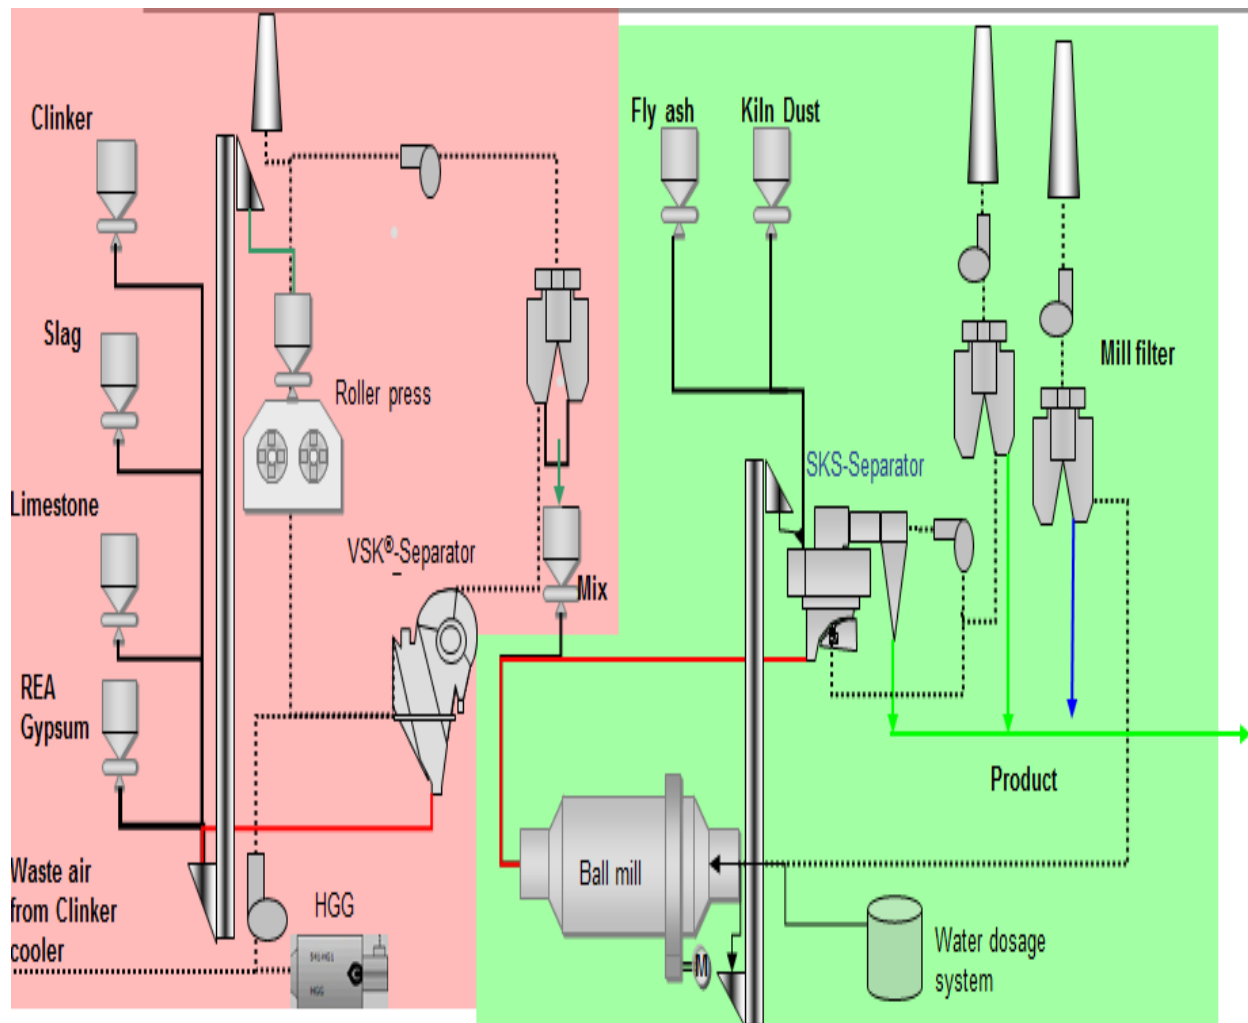 Clinker
Fly ash
Kiln Dust
Slag
Roller press
Mill filter
SKS-Separator
Limestone
VSK®-Separator
Mix
REA
Gypsum
Product
Waste air
from Clinker
cooler
HGG
Ball mill
M
Water dosage
system
HGG